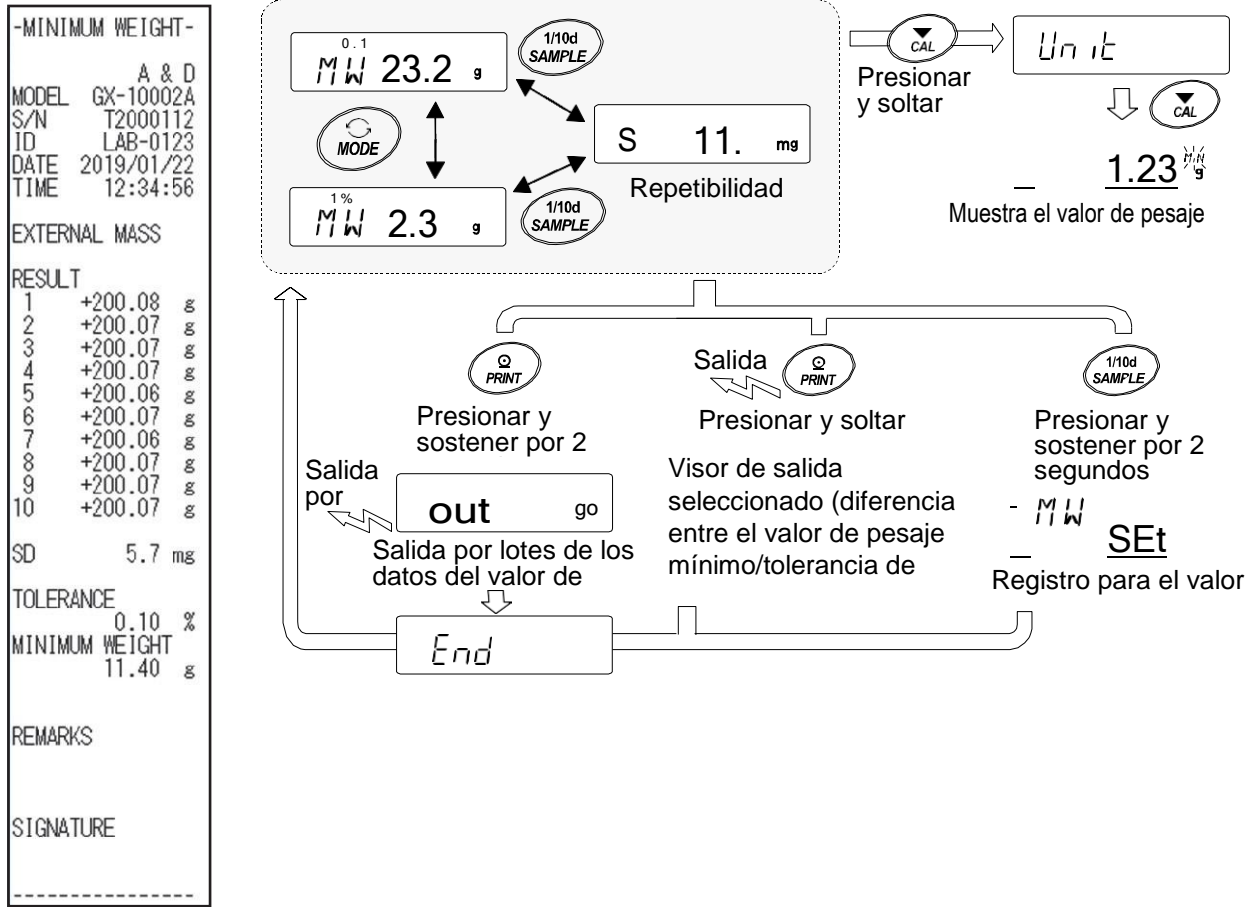 -MINIMUM WEIGHT-
A & D
MODEL GX-10002A
S/N T2000112
ID LAB-0123
DATE 2019/01/22
TIME 12:34:56
EXTERNAL MASS
RESULT
1 +200.08 g
2 +200.07 g
3 +200.07 g
4 +200.07 g
5 +200.06 g
6 +200.07 g
7 +200.06 g
8 +200.07 g
9 +200.07 g
10 +200.07 g
SD 5.7 mg
TOLERANCE
0.10 %
MINIMUM WEIGHT
11.40 g
REMARKS
SIGNATURE
0.1
MW 23.2 g
1/10d
SAMPLE
MODE
S 11. mg
Repetibilidad
1%
MW 2.3 g
1/10d
SAMPLE
CAL
Presionar
y soltar
Unit
CAL
1.23 MIN g
Muestra el valor de pesaje
PRINT
Presionar y
sostener por 2
Salida
por
out go
Salida por lotes de los
datos del valor de
End
Salida
PRINT
Presionar y soltar
Visor de salida
seleccionado (diferencia
entre el valor de pesaje
mínimo/tolerancia de
1/10d
SAMPLE
Presionar y
sostener por 2
segundos
- MW
SEt
Registro para el valor